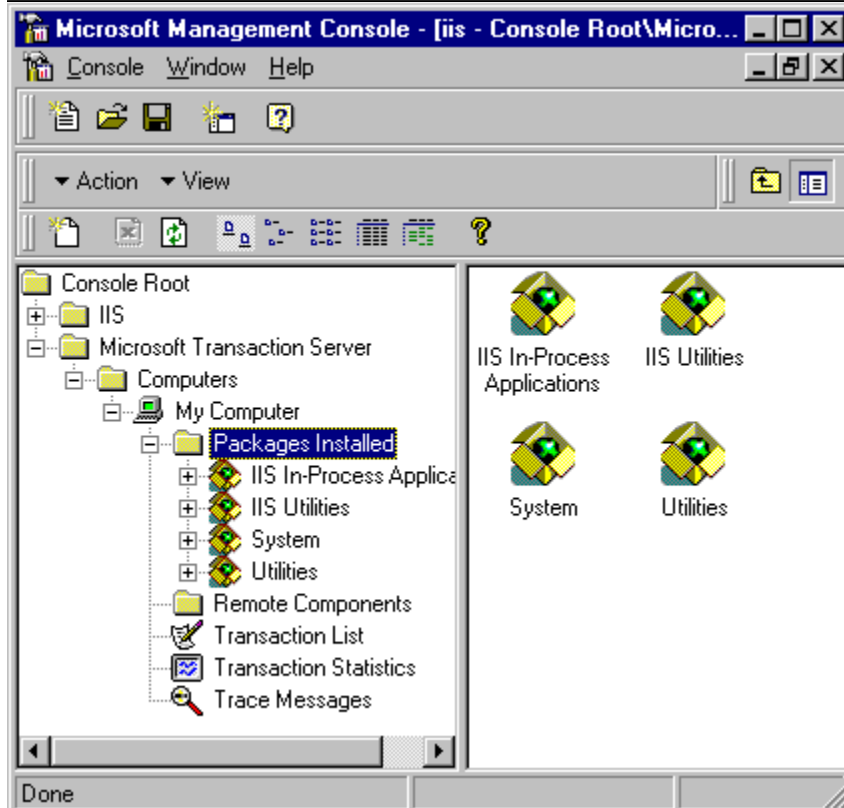 Microsoft Management Console - [iis - Console Root\Micro...
Console Window Help
Action View
Console Root
IIS
Microsoft Transaction Server
Computers
My Computer
Packages Installed
IIS In-Process Applica
IIS Utilities
System
Utilities
Remote Components
Transaction List
Transaction Statistics
Trace Messages
IIS In-Process
Applications
IIS Utilities
System
Utilities
Done